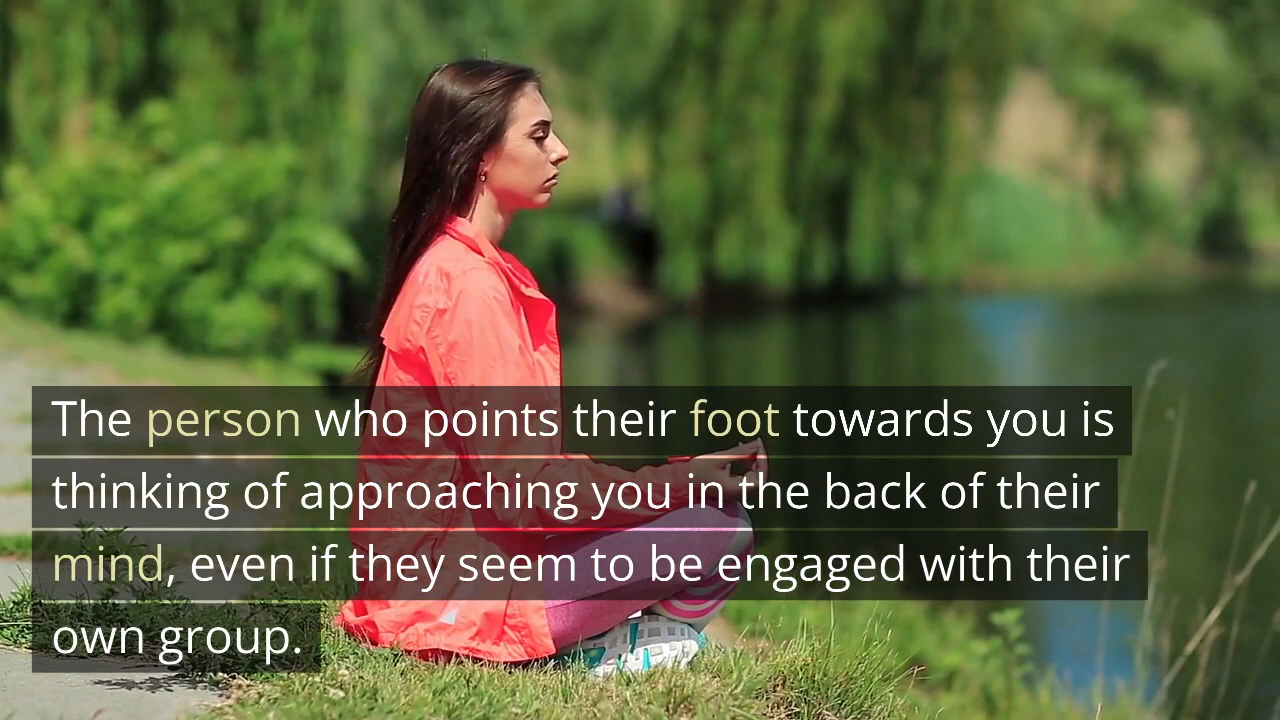 The person who points their foot towards you is
thinking of approaching you in the back of their
mind, even if they seem to be engaged with their
own group.